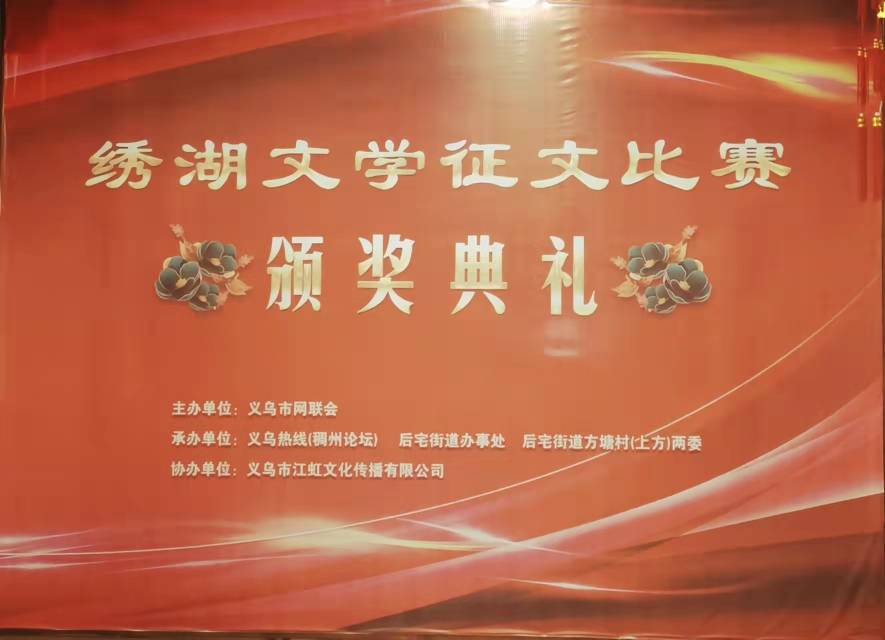 绣湖文学征文比赛
颁奖典礼
主办单位：义乌市网联会
承办单位：义乌热线(稠州论坛) 后宅街道办事处 后宅街道方塘村(上方)两委
协办单位：义乌市江虹文化传播有限公司